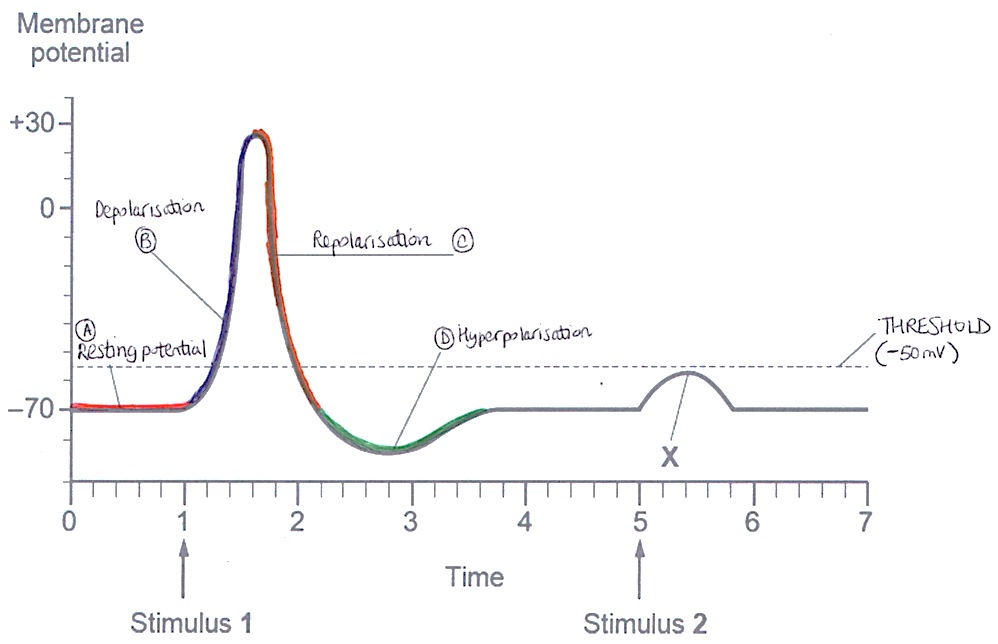 Membrane
potential
+30
0
Depolarisation
B
Repolarisation C
A
Resting potential
D Hyperpolarisation
THRESHOLD
(-50mV)
–70
X
0 1 2 3 4 5 6 7
Time
Stimulus 1
Stimulus 2